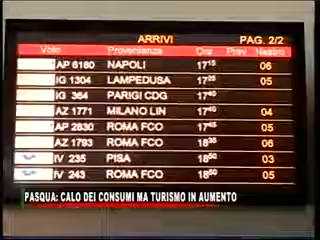 ARRIVI PAG. 2/2
Volo Provenienza Ora Prev Nastro
AP 6180 NAPOLI 17¹⁵ 06
IG 1304 LAMPEDUSA 17²⁵ 05
IG 364 PARIGI CDG 17⁴⁰
AZ 1771 MILANO LIN 17⁴⁰ 04
AP 2830 ROMA FCO 17⁴⁵ 05
AZ 1793 ROMA FCO 18³⁵ 06
IV 235 PISA 18⁵⁰ 03
IV 243 ROMA FCO 18⁵⁰ 05
PASQUA: CALO DEI CONSUMI MA TURISMO IN AUMENTO